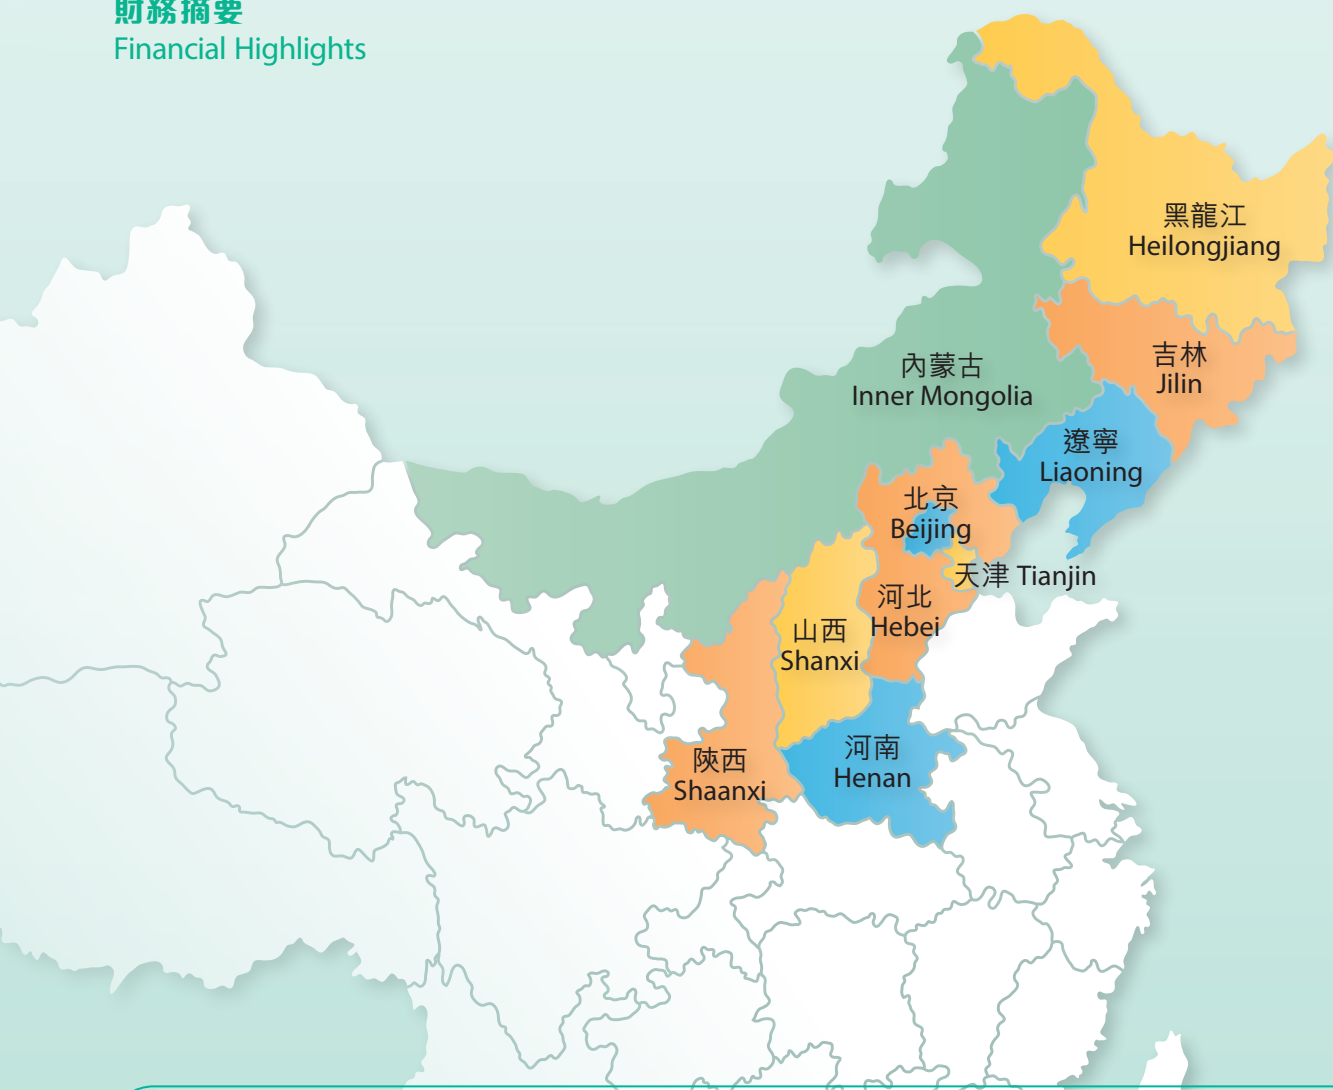 財務摘要
Financial Highlights
黑龍江
Heilongjiang
吉林
Jilin
內蒙古
Inner Mongolia
遼寧
Liaoning
北京
Beijing
天津 Tianjin
河北
Hebei
山西
Shanxi
陝西
Shaanxi
河南
Henan